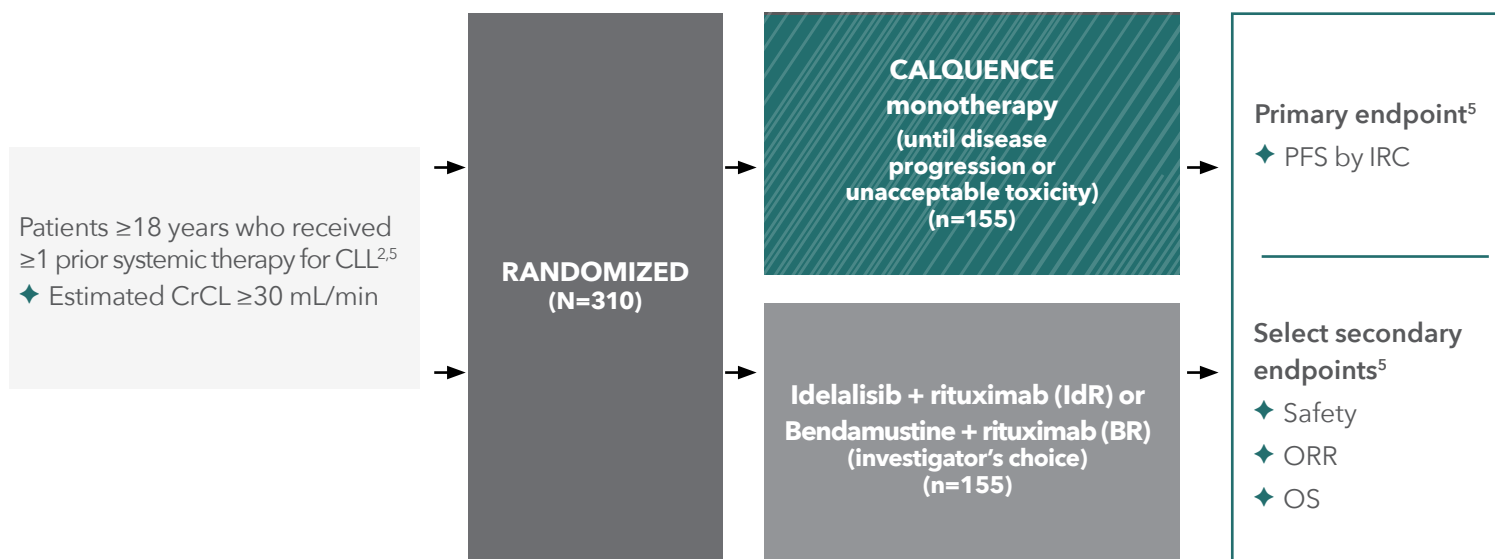 Patients ≥18 years who received
≥1 prior systemic therapy for CLL2,5
Estimated CrCL ≥30 mL/min
RANDOMIZED
(N=310)
CALQUENCE
monotherapy
(until disease
progression or
unacceptable toxicity)
(n=155)
Idelalisib + rituximab (IdR) or
Bendamustine + rituximab (BR)
(investigator’s choice)
(n=155)
Primary endpoint5
PFS by IRC
Select secondary
endpoints5
Safety
ORR
OS